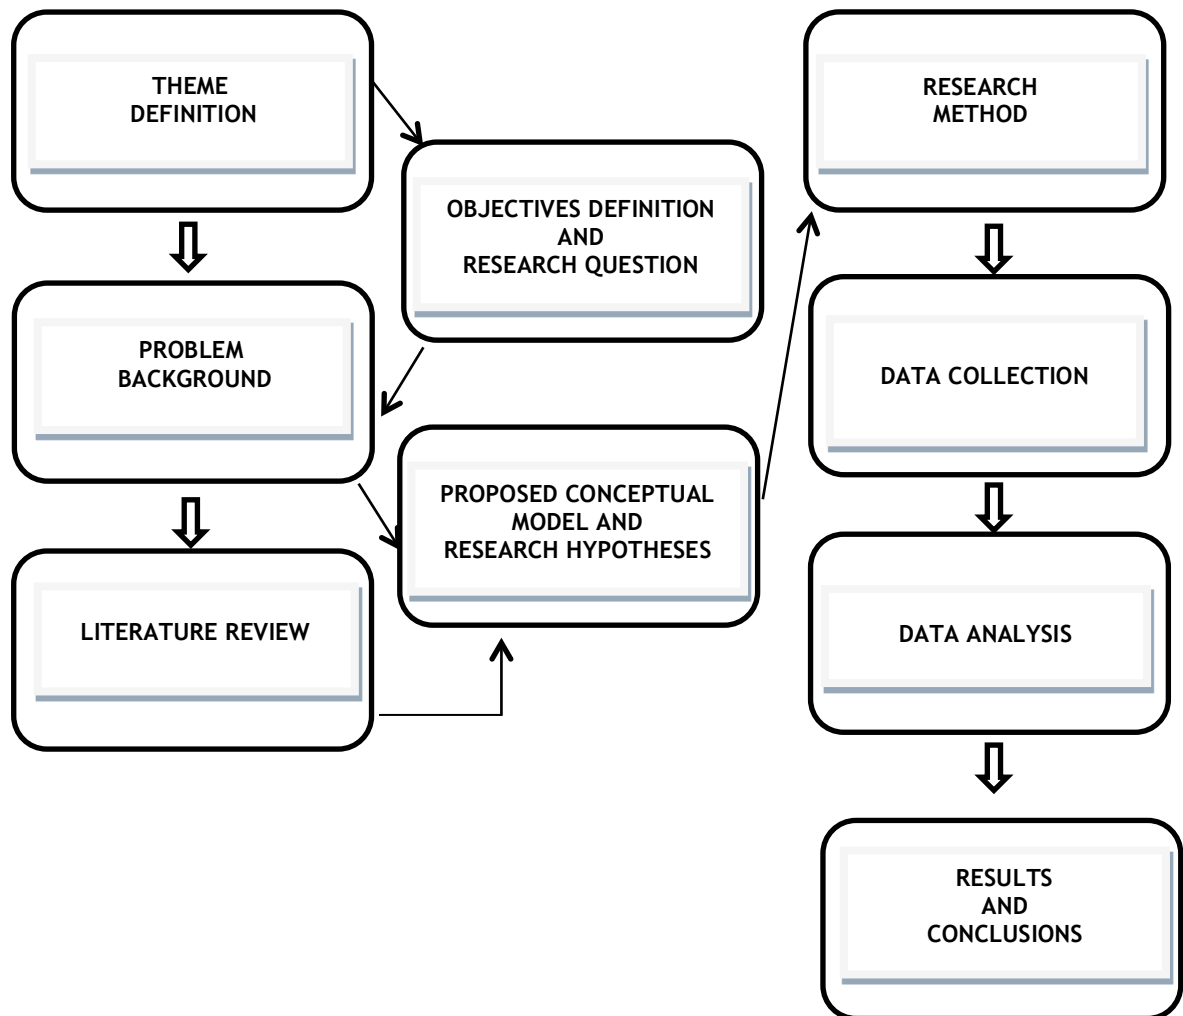 THEME
DEFINITION
OBJECTIVES DEFINITION
AND
RESEARCH QUESTION
PROBLEM
BACKGROUND
LITERATURE REVIEW
PROPOSED CONCEPTUAL
MODEL AND
RESEARCH HYPOTHESES
RESEARCH
METHOD
DATA COLLECTION
DATA ANALYSIS
RESULTS
AND
CONCLUSIONS